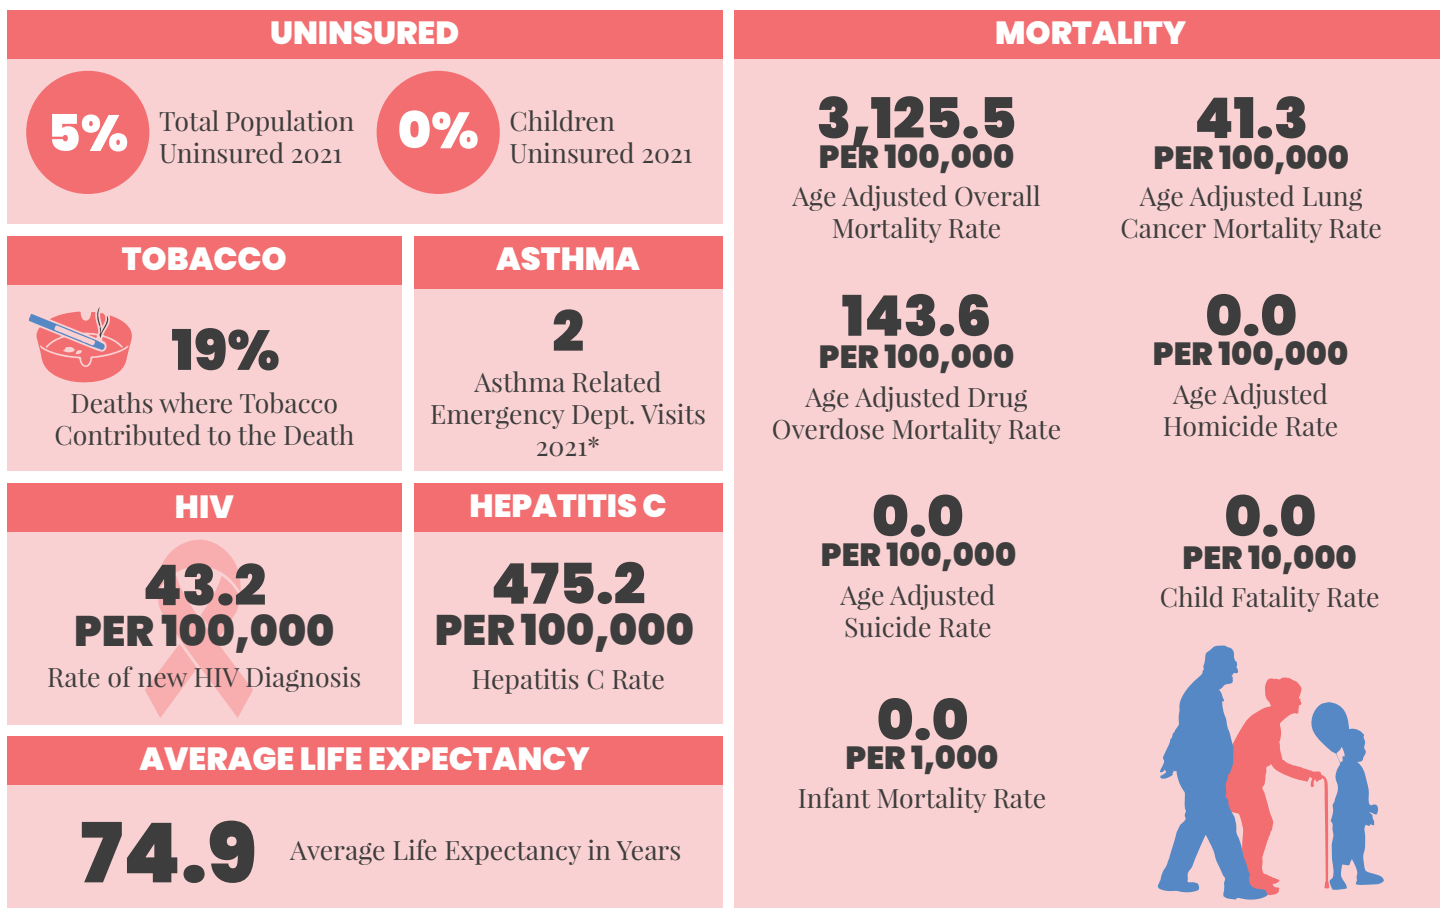 UNINSURED
5%
Total Population
Uninsured 2021
0%
Children
Uninsured 2021
TOBACCO
19%
Deaths where Tobacco
Contributed to the Death
ASTHMA
2
Asthma Related
Emergency Dept. Visits
2021*
HIV
43.2
PER 100,000
Rate of new HIV Diagnosis
HEPATITIS C
475.2
PER 100,000
Hepatitis C Rate
AVERAGE LIFE EXPECTANCY
74.9
Average Life Expectancy in Years
MORTALITY
3,125.5
PER 100,000
Age Adjusted Overall
Mortality Rate
41.3
PER 100,000
Age Adjusted Lung
Cancer Mortality Rate
143.6
PER 100,000
Age Adjusted Drug
Overdose Mortality Rate
0.0
PER 100,000
Age Adjusted
Homicide Rate
0.0
PER 100,000
Age Adjusted
Suicide Rate
0.0
PER 10,000
Child Fatality Rate
0.0
PER 1,000
Infant Mortality Rate